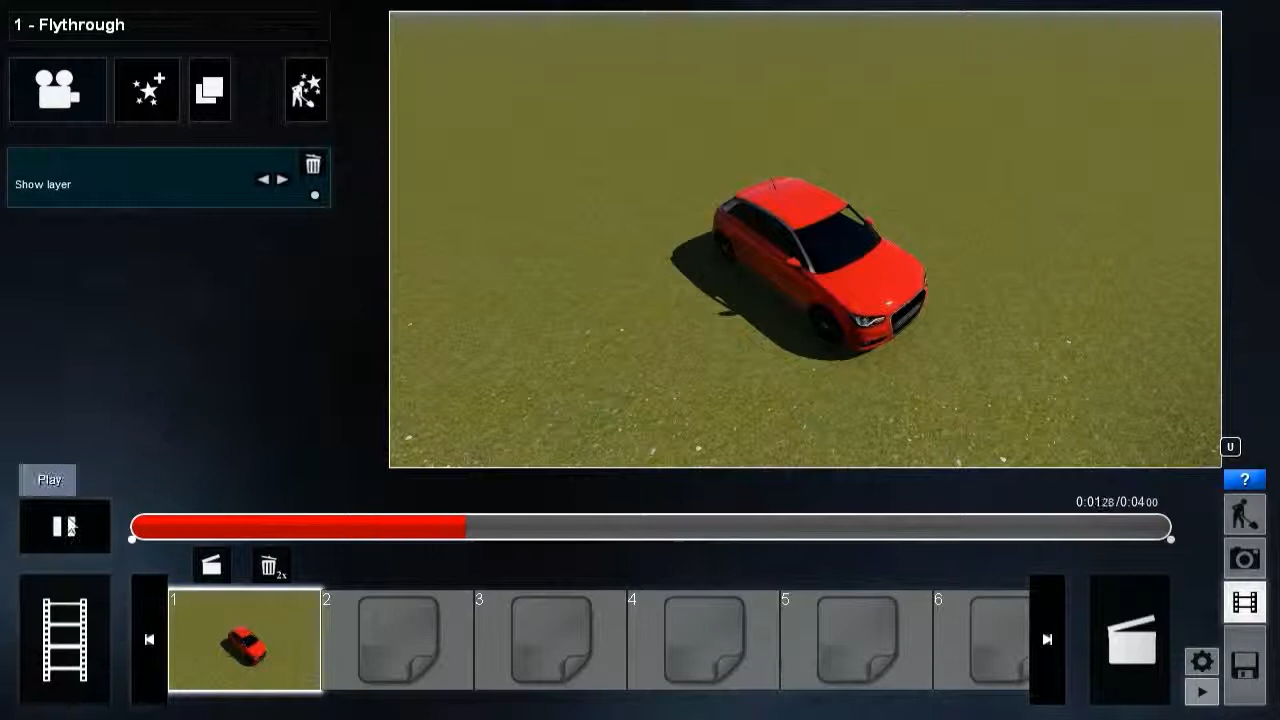 1 - Flythrough
Show layer
U
Play
?
0:01 28 /0:04 00
2x
1 2 3 4 5 6